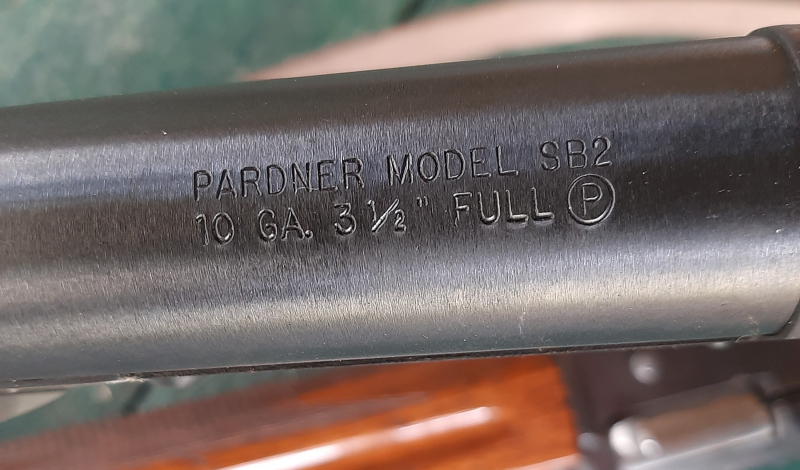 PARDNER MODEL SB2
10 GA. 3 1/2" FULL Ⓟ